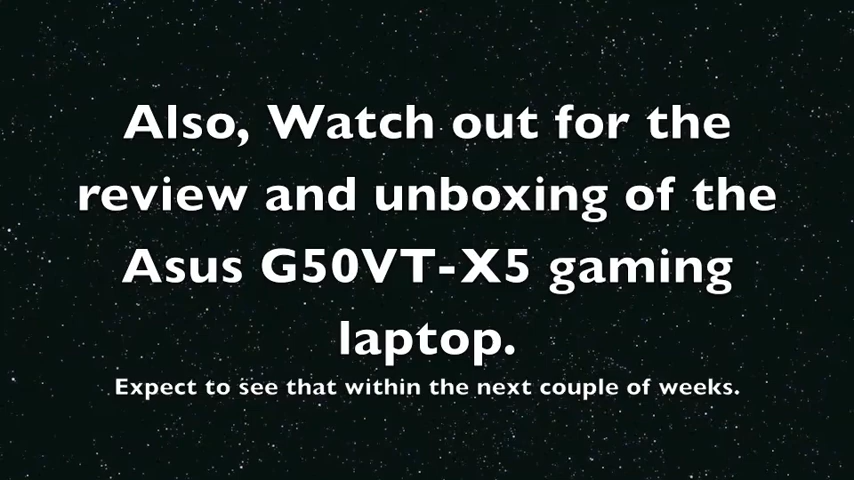 Also, Watch out for the
review and unboxing of the
Asus G50VT-X5 gaming
laptop.
Expect to see that within the next couple of weeks.